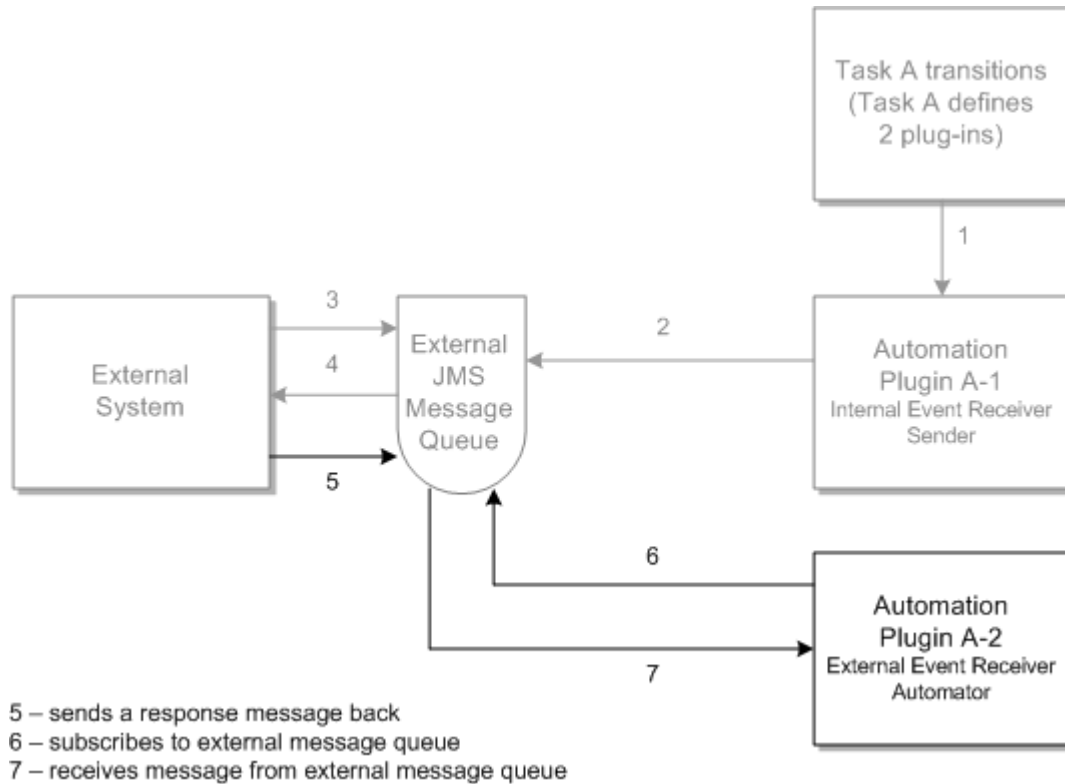 Task A transitions
(Task A defines
2 plug-ins)
1
External
System
3
4
5
External
JMS
Message
Queue
2
Automation
Plugin A-1
Internal Event Receiver
Sender
6
7
Automation
Plugin A-2
External Event Receiver
Automator
5 – sends a response message back
6 – subscribes to external message queue
7 – receives message from external message queue